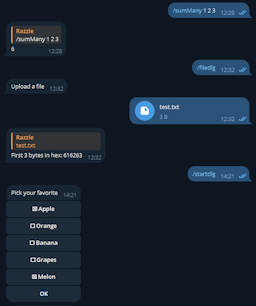 /sumMany 1 2 3
12:28
Razzie
/sumMany 1 2 3
6
12:28
/filedlg
12:32
Upload a file
12:32
test.txt
3 B
12:32
Razzie
test.txt
First 3 bytes in hex: 616263
12:32
/startdlg
14:21
Pick your favorite
14:21
Apple
Orange
Banana
Grapes
Melon
OK